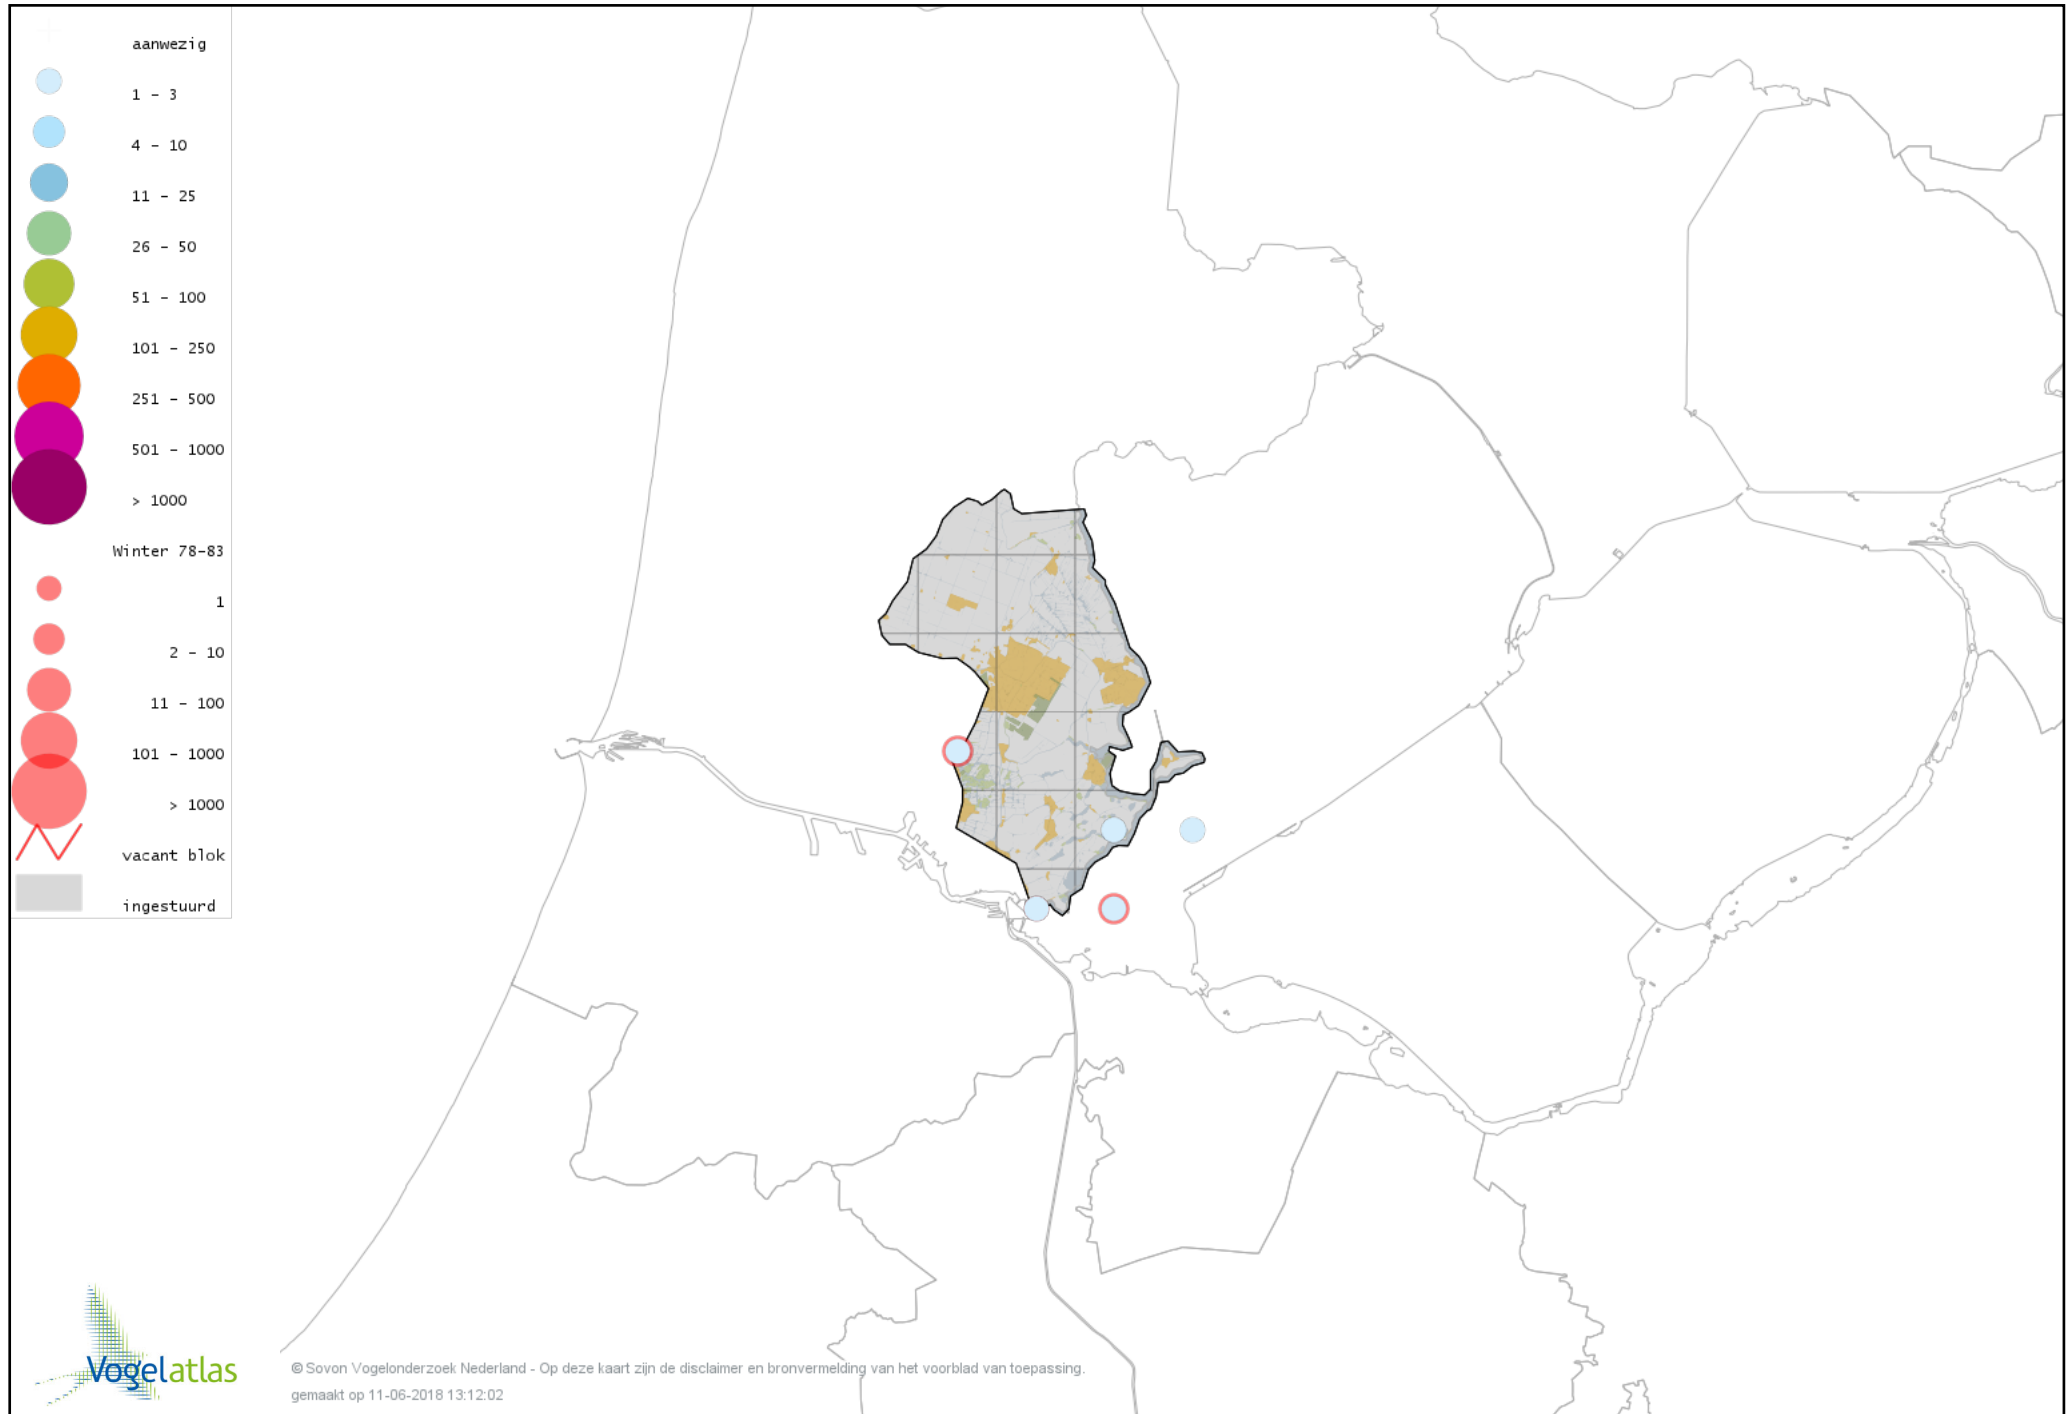 aanwezig
1 - 3
4 - 10
11 - 25
26 - 50
51 - 100
101 - 250
251 - 500
501 - 1000
> 1000
Winter 78-83
1
2 - 10
11 - 100
101 - 1000
> 1000
vacant blok
ingestuurd
Vogelatlas
© Sovon Vogelonderzoek Nederland - Op deze kaart zijn de disclaimer en bronvermelding van het voorblad van toepassing.
gemaakt op 11-06-2018 13:12:02